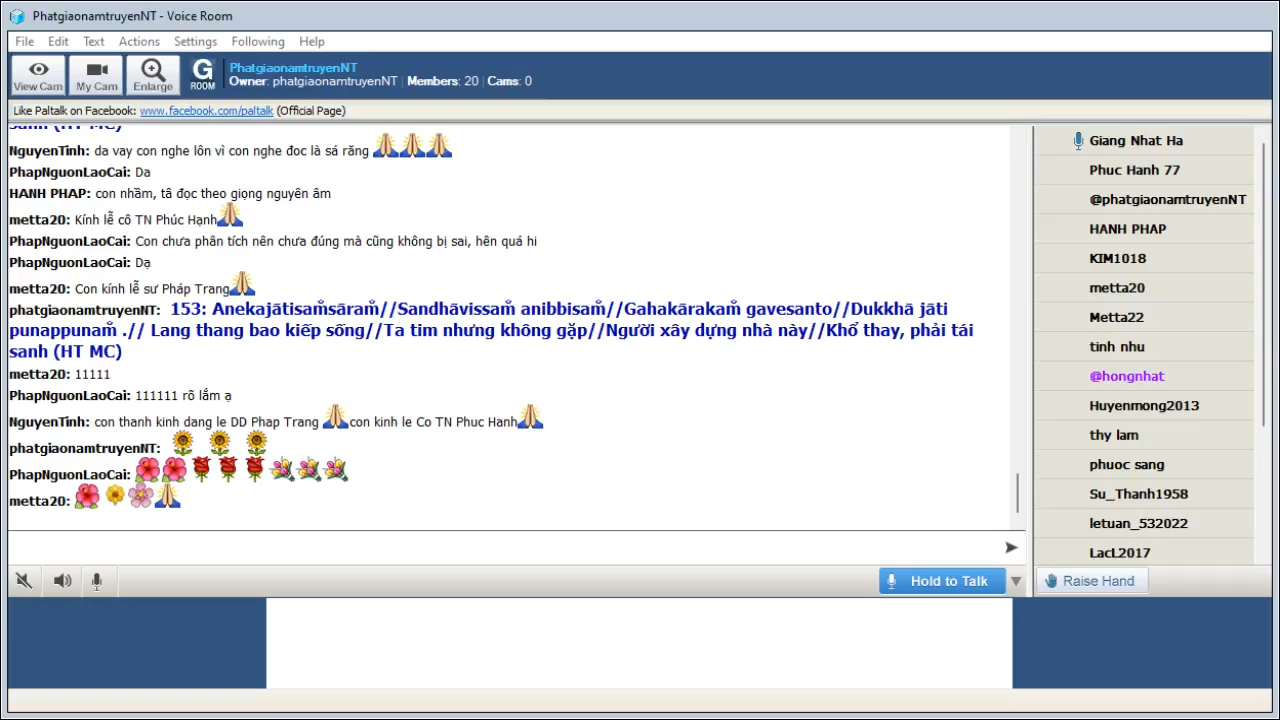 PhatgiaonamtruyenNT - Voice Room
File Edit Text Actions Settings Following Help
View Cam My Cam Enlarge G ROOM
PhatgiaonamtruyenNT
Owner: phatgiaonamtruyenNT Members: 20 Cams: 0
Like Paltalk on Facebook: www.facebook.com/paltalk (Official Page)
sanh (HT MC)
NguyenTinh: da vay con nghe lôn vì con nghe đoc là sá răng
PhapNguonLaoCai: Da
HANH PHAP: con nhầm, tâ đọc theo giọng nguyên âm
metta20: Kính lễ cô TN Phúc Hạnh
PhapNguonLaoCai: Con chưa phân tích nên chưa đúng mà cũng không bị sai, hên quá hi
PhapNguonLaoCai: Dạ
metta20: Con kính lễ sư Pháp Trang
phatgiaonamtruyenNT: 153: Anekajātisaṁsāraṁ//Sandhāvissaṁ anibbisaṁ//Gahakārakaṁ gavesanto//Dukkhā jāti
punappunaṁ .// Lang thang bao kiếp sống//Ta tìm nhưng không gặp//Người xây dựng nhà này//Khổ thay, phải tái
sanh (HT MC)
metta20: 11111
PhapNguonLaoCai: 111111 rõ lắm ạ
NguyenTinh: con thanh kinh dang le DD Phap Trang con kinh le Co TN Phuc Hanh
phatgiaonamtruyenNT:
PhapNguonLaoCai:
metta20:
Hold to Talk
Giang Nhat Ha
Phuc Hanh 77
@phatgiaonamtruyenNT
HANH PHAP
KIM1018
metta20
Metta22
tinh nhu
@hongnhat
Huyenmong2013
thy lam
phuoc sang
Su_Thanh1958
letuan_532022
LacL2017
Raise Hand